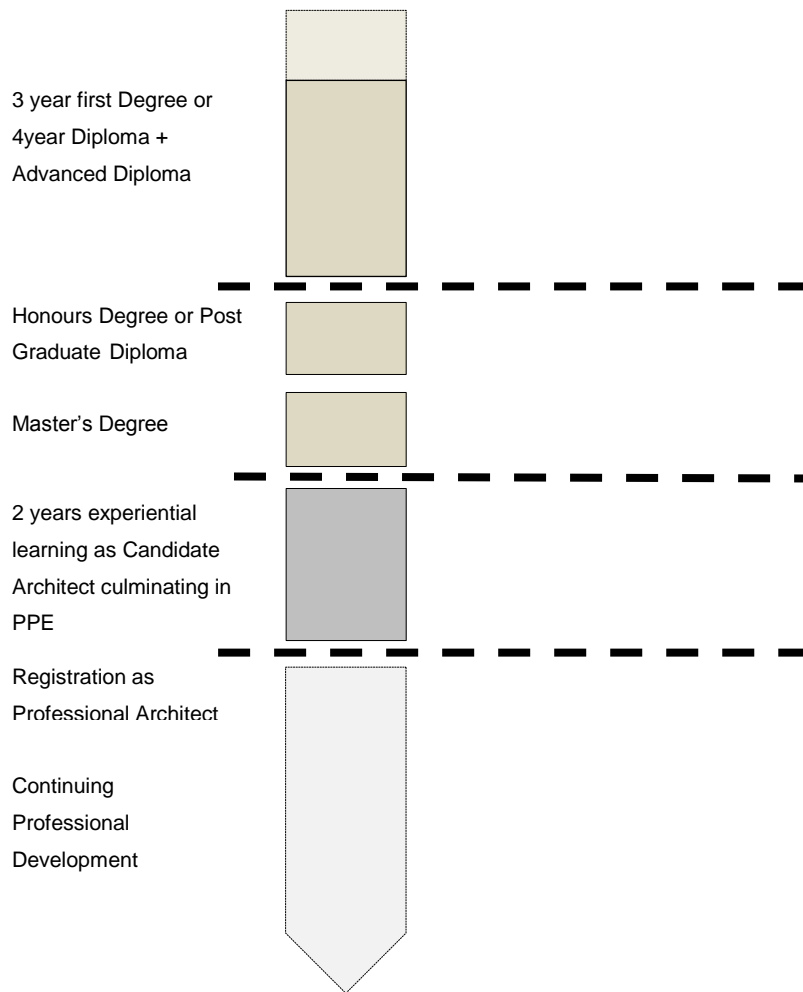 3 year first Degree or
4year Diploma +
Advanced Diploma
Honours Degree or Post
Graduate Diploma
Master’s Degree
2 years experiential
learning as Candidate
Architect culminating in
PPE
Registration as
Professional Architect
Continuing
Professional
Development